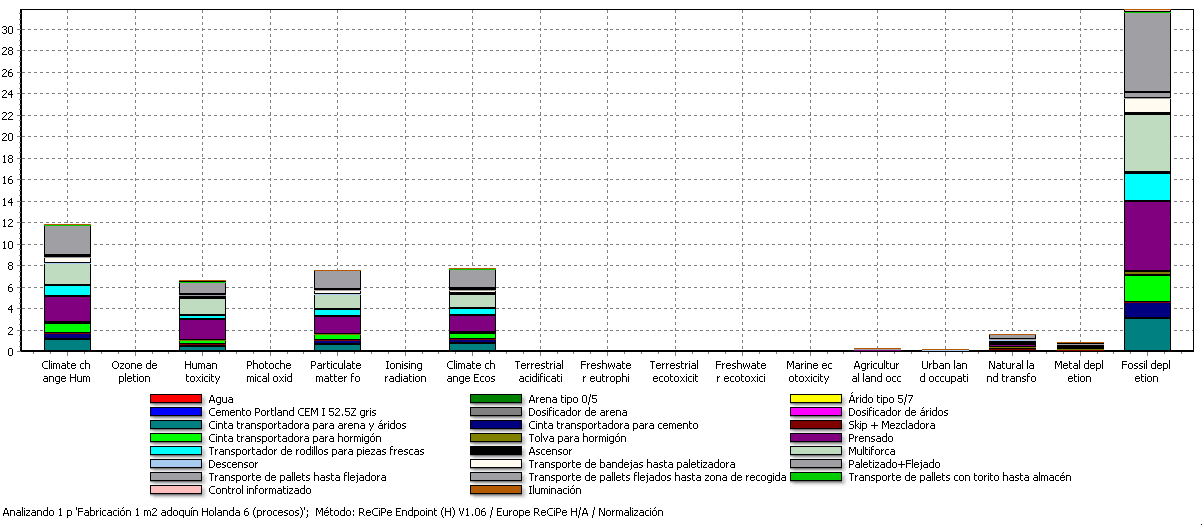 30
28
26
24
22
20
18
16
14
12
10
8
6
4
2
0
Climate ch Ozone de Human Photoche Particulate Ionising Climate ch Terrestrial Freshwate Terrestrial Freshwate Marine ec Agricultur Urban lan Natural la Metal depl Fossil depl
ange Hum pletion toxicity mical oxid matter fo radiation ange Ecos acidificati r eutrophi ecotoxicit r ecotoxici otoxicity al land occ d occupati nd transfo etion etion
Agua Arena tipo 0/5 Árido tipo 5/7
Cemento Portland CEM I 52.5Z gris Dosificador de arena Dosificador de áridos
Cinta transportadora para arena y áridos Cinta transportadora para cemento Skip + Mezcladora
Cinta transportadora para hormigón Tolva para hormigón Prensado
Transportador de rodillos para piezas frescas Ascensor Multiforca
Descensor Transporte de bandejas hasta paletizadora Paletizado+Flejado
Transporte de pallets hasta flejadora Transporte de pallets flejados hasta zona de recogida Transporte de pallets con torito hasta almacén
Control informatizado Iluminación
Analizando 1 p 'Fabricación 1 m2 adoquín Holanda 6 (procesos)'; Método: ReCiPe Endpoint (H) V1.06 / Europe ReCiPe H/A / Normalización